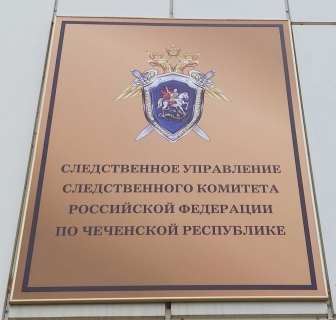 СЛЕДСТВЕННОЕ УПРАВЛЕНИЕ
СЛЕДСТВЕННОГО КОМИТЕТА
РОССИЙСКОЙ ФЕДЕРАЦИИ
ПО ЧЕЧЕНСКОЙ РЕСПУБЛИКЕ